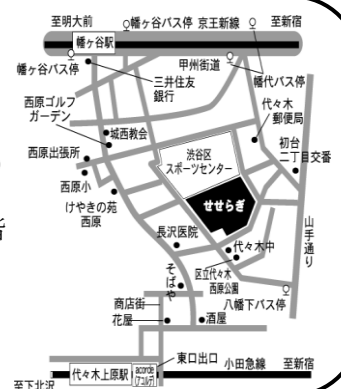 至明大前
幡ヶ谷バス停
京王新線
至新宿
幡ヶ谷駅
幡ヶ谷バス停
三井住友
銀行
甲州街道
幡代バス停
西原ゴルフ
ガーデン
代々木
郵便局
城西教会
渋谷区
スポーツセンター
初台
二丁目交番
西原出張所
西原小
けやきの苑
西原
せせらぎ
山手通り
長沢医院
代々木中
そばや
区立代々木
西原公園
八幡下バス停
商店街
花屋
酒屋
東口出口
小田急線
至新宿
代々木上原駅
acorde
(アコルデ)
至下北沢